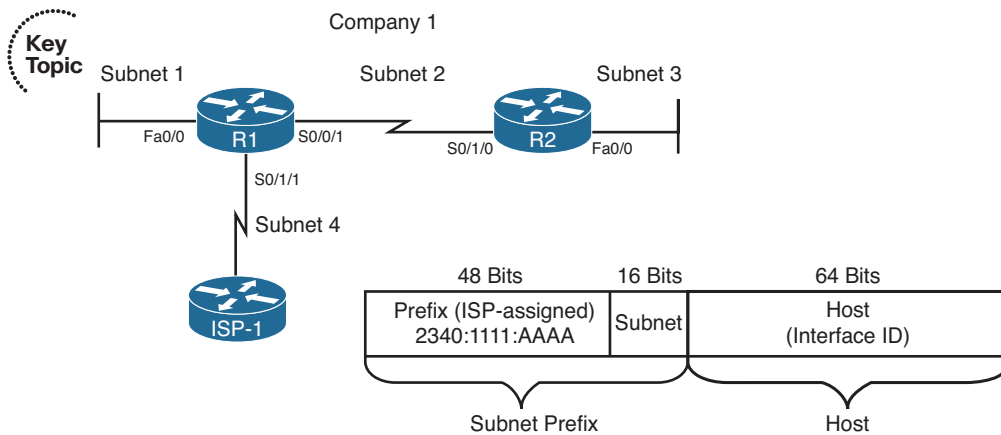 Company 1
Key
Topic
Subnet 1
Subnet 2
Subnet 3
Fa0/0
R1
S0/0/1
S0/1/0
R2
Fa0/0
S0/1/1
Subnet 4
ISP-1
48 Bits
16 Bits
64 Bits
Prefix (ISP-assigned)
2340:1111:AAAA
Subnet
Host
(Interface ID)
Subnet Prefix
Host